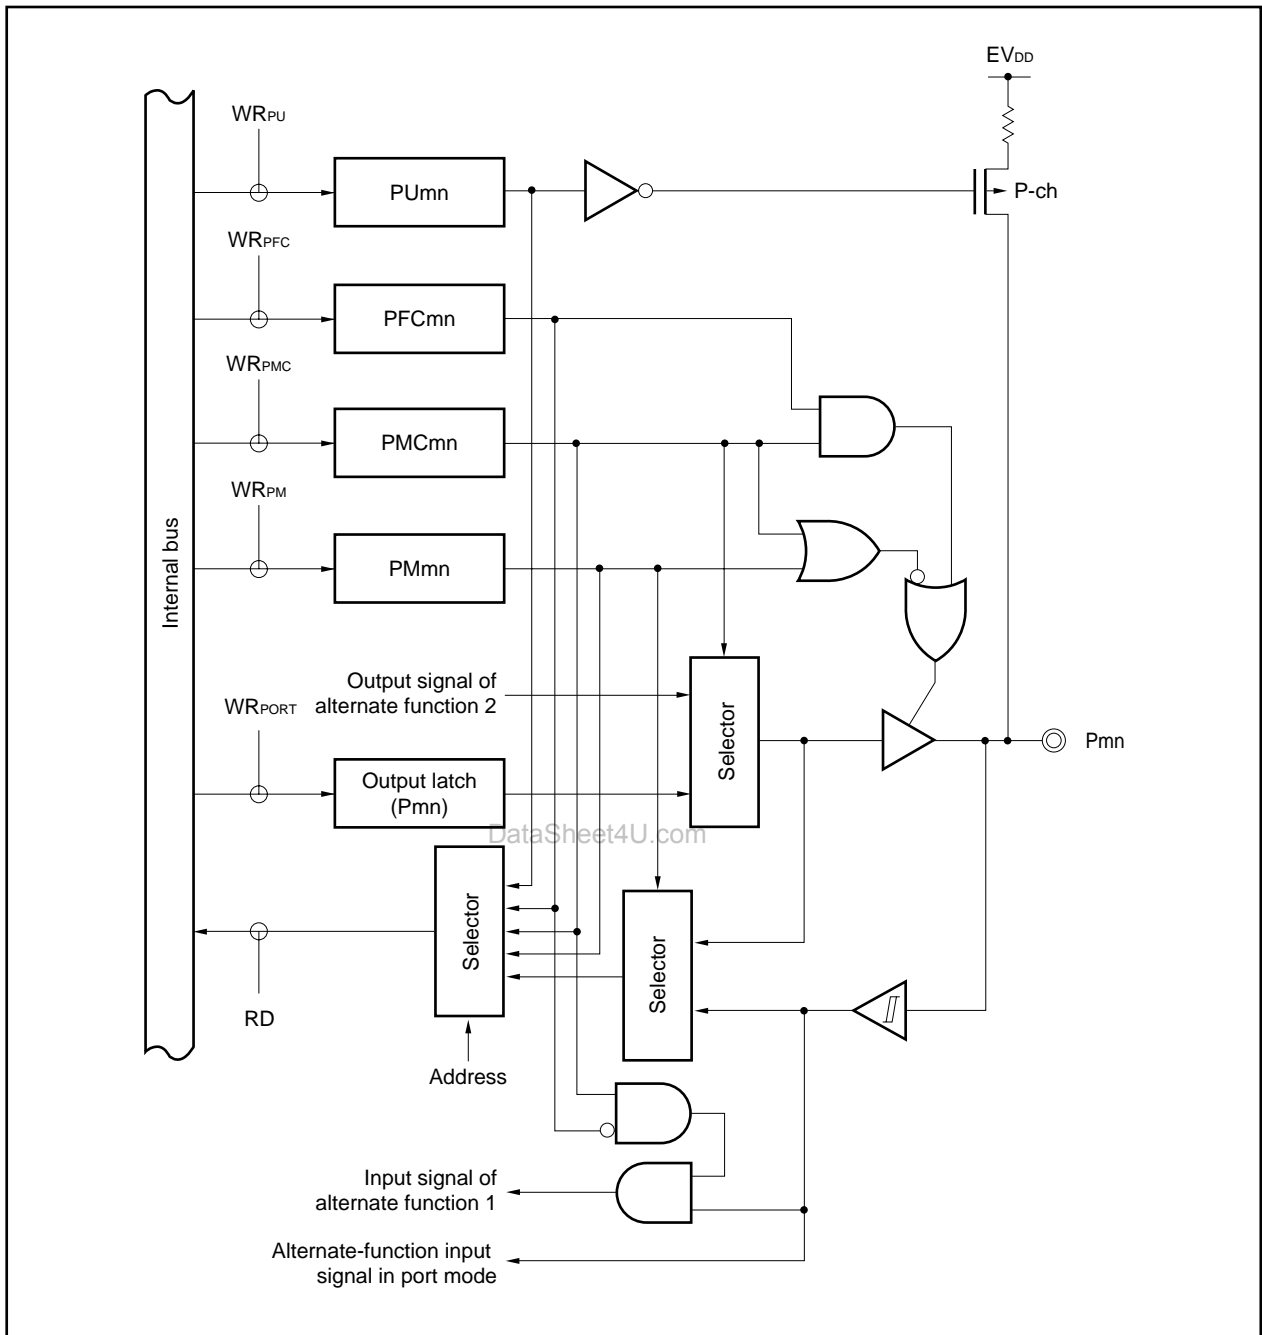 EVDD
WRPU
PUmn
P-ch
WRPFC
PFCmn
WRPMC
PMCmn
WRPM
PMmn
Internal bus
Output signal of
alternate function 2
WRPORT
Selector
Pmn
Output latch
(Pmn)
DataSheet4U.com
Selector
Selector
RD
Address
Input signal of
alternate function 1
Alternate-function input
signal in port mode